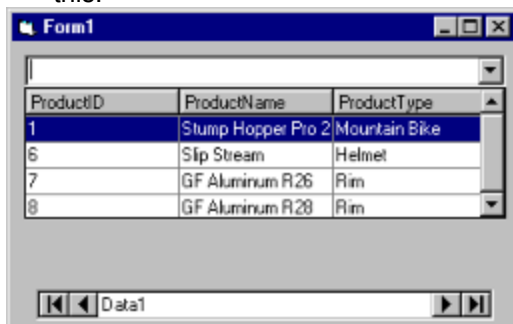 this.
Form1
ProductID ProductName ProductType
1 Stump Hopper Pro 2 Mountain Bike
6 Slip Stream Helmet
7 GF Aluminum R26 Rim
8 GF Aluminum R28 Rim
Data1